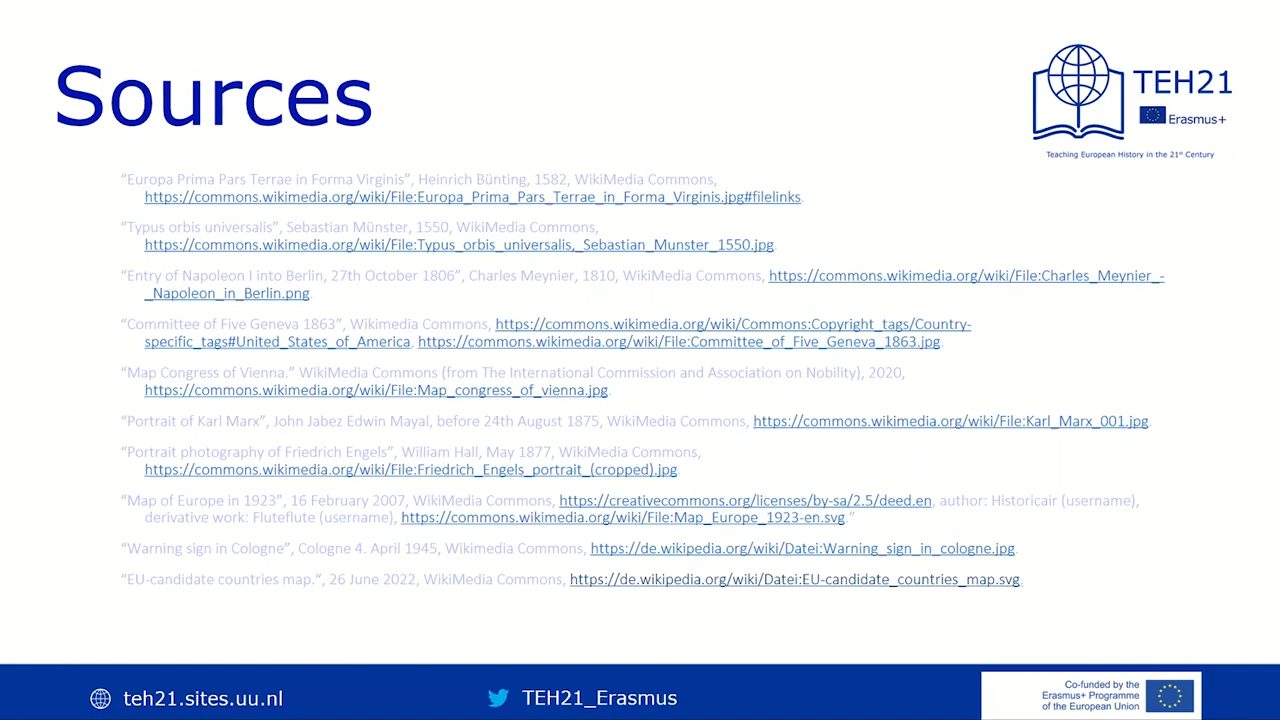 Sources
TEH21
Erasmus+
Teaching European History in the 21st Century
“Europa Prima Pars Terrae in Forma Virginis”, Heinrich Bünting, 1582, WikiMedia Commons,
https://commons.wikimedia.org/wiki/File:Europa_Prima_Pars_Terrae_in_Forma_Virginis.jpg#filelinks.
“Typus orbis universalis”, Sebastian Münster, 1550, WikiMedia Commons,
https://commons.wikimedia.org/wiki/File:Typus_orbis_universalis,_Sebastian_Munster_1550.jpg.
“Entry of Napoleon I into Berlin, 27th October 1806”, Charles Meynier, 1810, WikiMedia Commons, https://commons.wikimedia.org/wiki/File:Charles_Meynier_-
_Napoleon_in_Berlin.png.
“Committee of Five Geneva 1863”, Wikimedia Commons, https://commons.wikimedia.org/wiki/Commons:Copyright_tags/Country-
specific_tags#United_States_of_America, https://commons.wikimedia.org/wiki/File:Committee_of_Five_Geneva_1863.jpg.
“Map Congress of Vienna.” WikiMedia Commons (from The International Commission and Association on Nobility), 2020,
https://commons.wikimedia.org/wiki/File:Map_congress_of_vienna.jpg.
“Portrait of Karl Marx”, John Jabez Edwin Mayal, before 24th August 1875, WikiMedia Commons, https://commons.wikimedia.org/wiki/File:Karl_Marx_001.jpg.
“Portrait photography of Friedrich Engels”, William Hall, May 1877, WikiMedia Commons,
https://commons.wikimedia.org/wiki/File:Friedrich_Engels_portrait_(cropped).jpg.
“Map of Europe in 1923”, 16 February 2007, WikiMedia Commons, https://creativecommons.org/licenses/by-sa/2.5/deed.en, author: Historicair (username),
derivative work: Fluteflute (username), https://commons.wikimedia.org/wiki/File:Map_Europe_1923-en.svg.”
“Warning sign in Cologne”, Cologne 4. April 1945, Wikimedia Commons, https://de.wikipedia.org/wiki/Datei:Warning_sign_in_cologne.jpg.
“EU-candidate countries map.“, 26 June 2022, WikiMedia Commons, https://de.wikipedia.org/wiki/Datei:EU-candidate_countries_map.svg.
teh21.sites.uu.nl
TEH21_Erasmus
Co-funded by the
Erasmus+ Programme
of the European Union